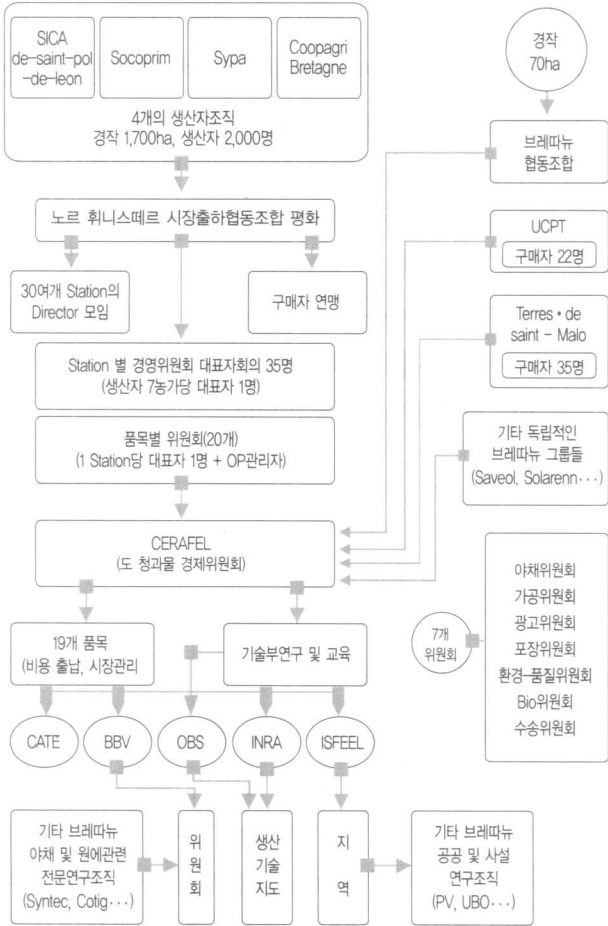 SICA
de-saint-pol
-de-leon
Socoprim
Sypa
Coopagri
Bretagne
4개의 생산자조직
경작 1,700ha, 생산자 2,000명
노르 휘니스떼르 시장출하협동조합 평화
30여개 Station의
Director 모임
구매자 연맹
Station 별 경영위원회 대표자회의 35명
(생산자 7농가당 대표자 1명)
품목별 위원회(20개)
(1 Station당 대표자 1명 + OP관리자)
CERAFEL
(도 청과물 경제위원회)
19개 품목
(비용 출납, 시장관리
기술부연구 및 교육
CATE
BBV
OBS
INRA
ISFEEL
기타 브레따뉴
야채 및 원예관련
전문연구조직
(Syntec, Cotig···)
위
원
회
생산
기술
지도
지
역
기타 브레따뉴
공공 및 사설
연구조직
(PV, UBO···)
경작
70ha
브레따뉴
협동조합
UCPT
구매자 22명
Terres • de
saint - Malo
구매자 35명
기타 독립적인
브레따뉴 그룹들
(Saveol, Solarenn···)
7개
위원회
야채위원회
가공위원회
광고위원회
포장위원회
환경-품질위원회
Bio위원회
수송위원회